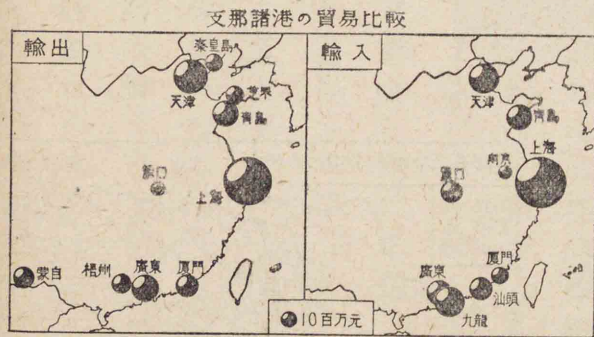 支那諸港の貿易比較
輸出
秦皇島
天津
芝罘
青島
漢口
上海
蒙自
梧州
廣東
厦門
輸入
天津
青島
上海
南京
漢口
厦門
廣東
汕頭
九龍
10百万元